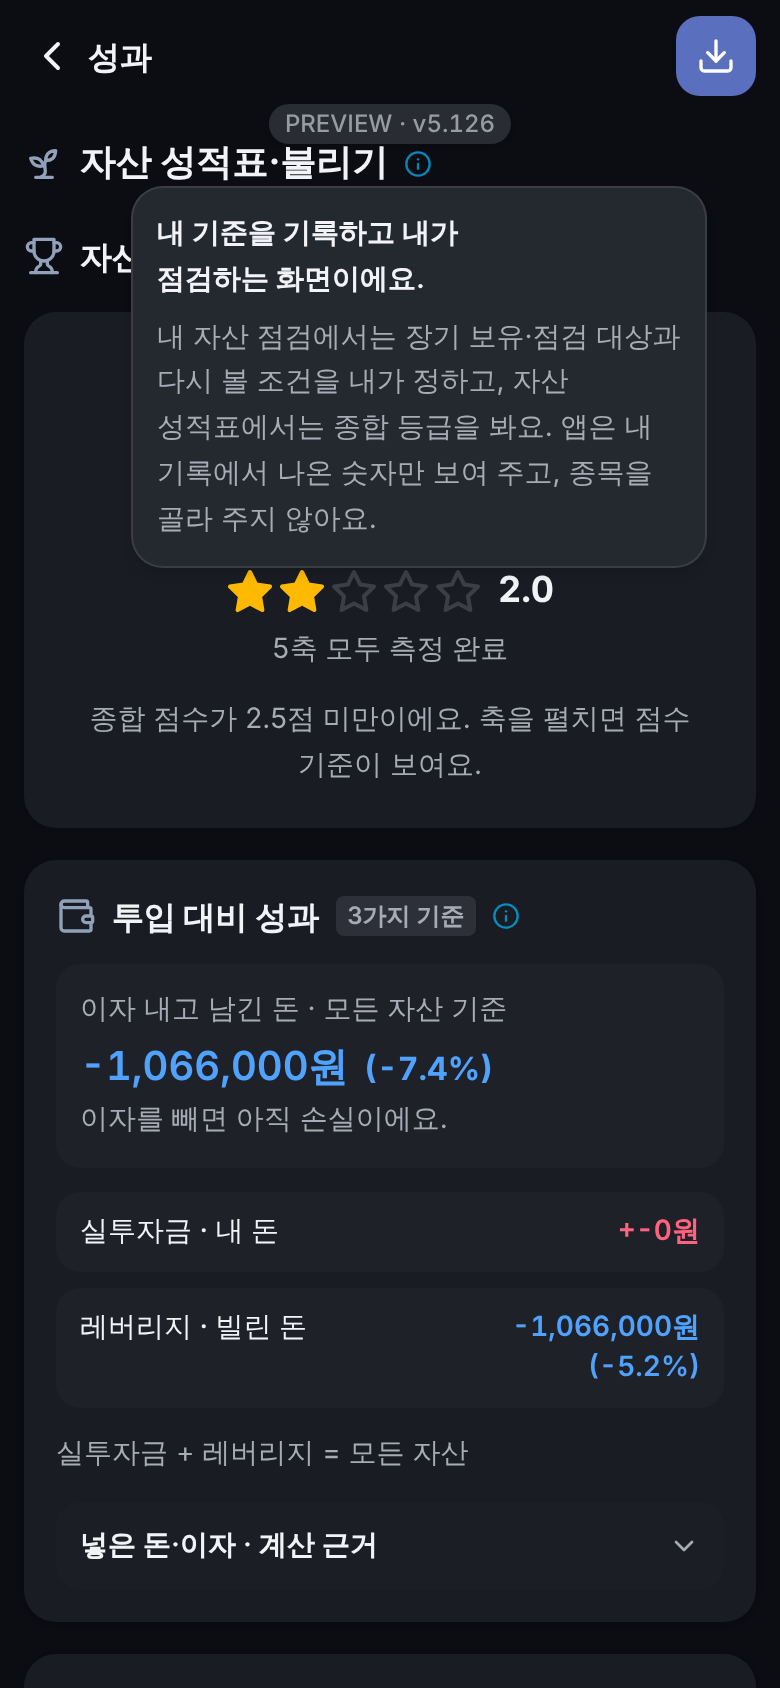 성과
PREVIEW · v5.126
자산 성적표·불리기
내 기준을 기록하고 내가
점검하는 화면이에요.
내 자산 점검에서는 장기 보유·점검 대상과
다시 볼 조건을 내가 정하고, 자산
성적표에서는 종합 등급을 봐요. 앱은 내
기록에서 나온 숫자만 보여 주고, 종목을
골라 주지 않아요.
2.0
5축 모두 측정 완료
종합 점수가 2.5점 미만이에요. 축을 펼치면 점수
기준이 보여요.
투입 대비 성과 3가지 기준
이자 내고 남긴 돈 · 모든 자산 기준
-1,066,000원 (-7.4%)
이자를 빼면 아직 손실이에요.
실투자금 · 내 돈 +-0원
레버리지 · 빌린 돈 -1,066,000원
(-5.2%)
실투자금 + 레버리지 = 모든 자산
넣은 돈·이자 · 계산 근거